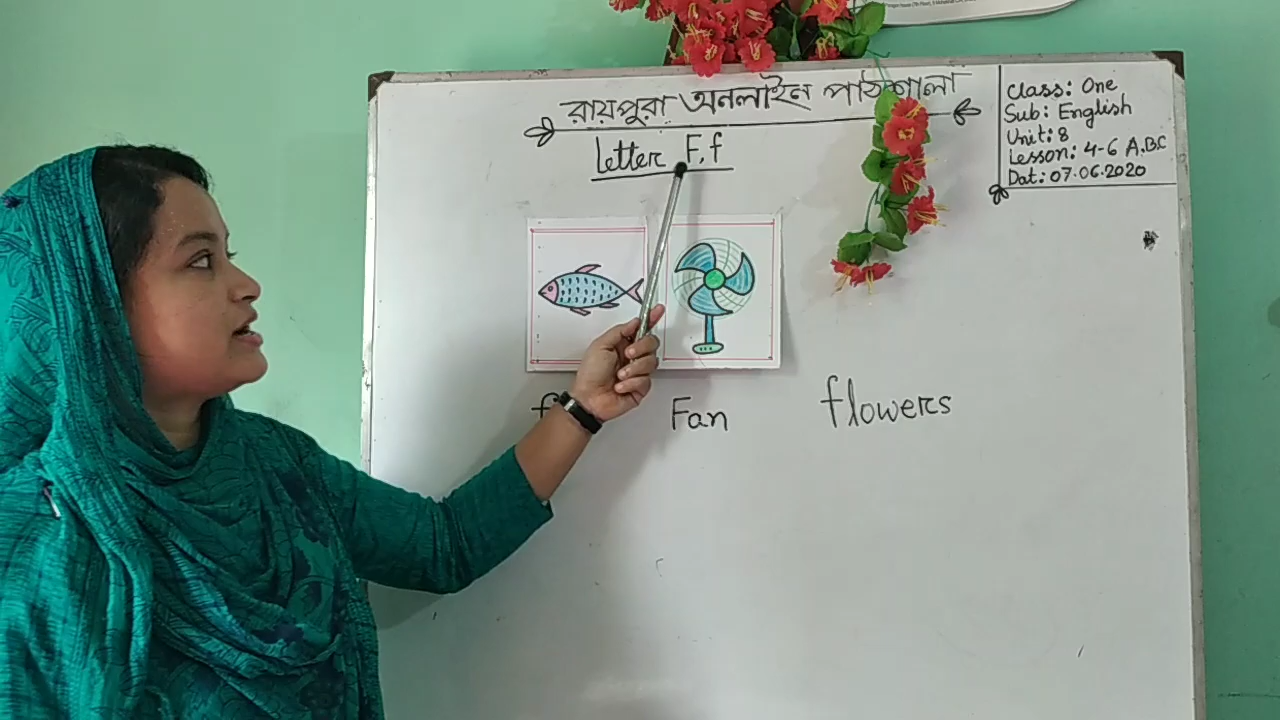 রায়পুরা অনলাইন পাঠশালা
Letter F,f
Class: One
Sub: English
Unit: 8
Lesson: 4-6 A.B.C
Dat: 07.06.2020
Fan
flowers